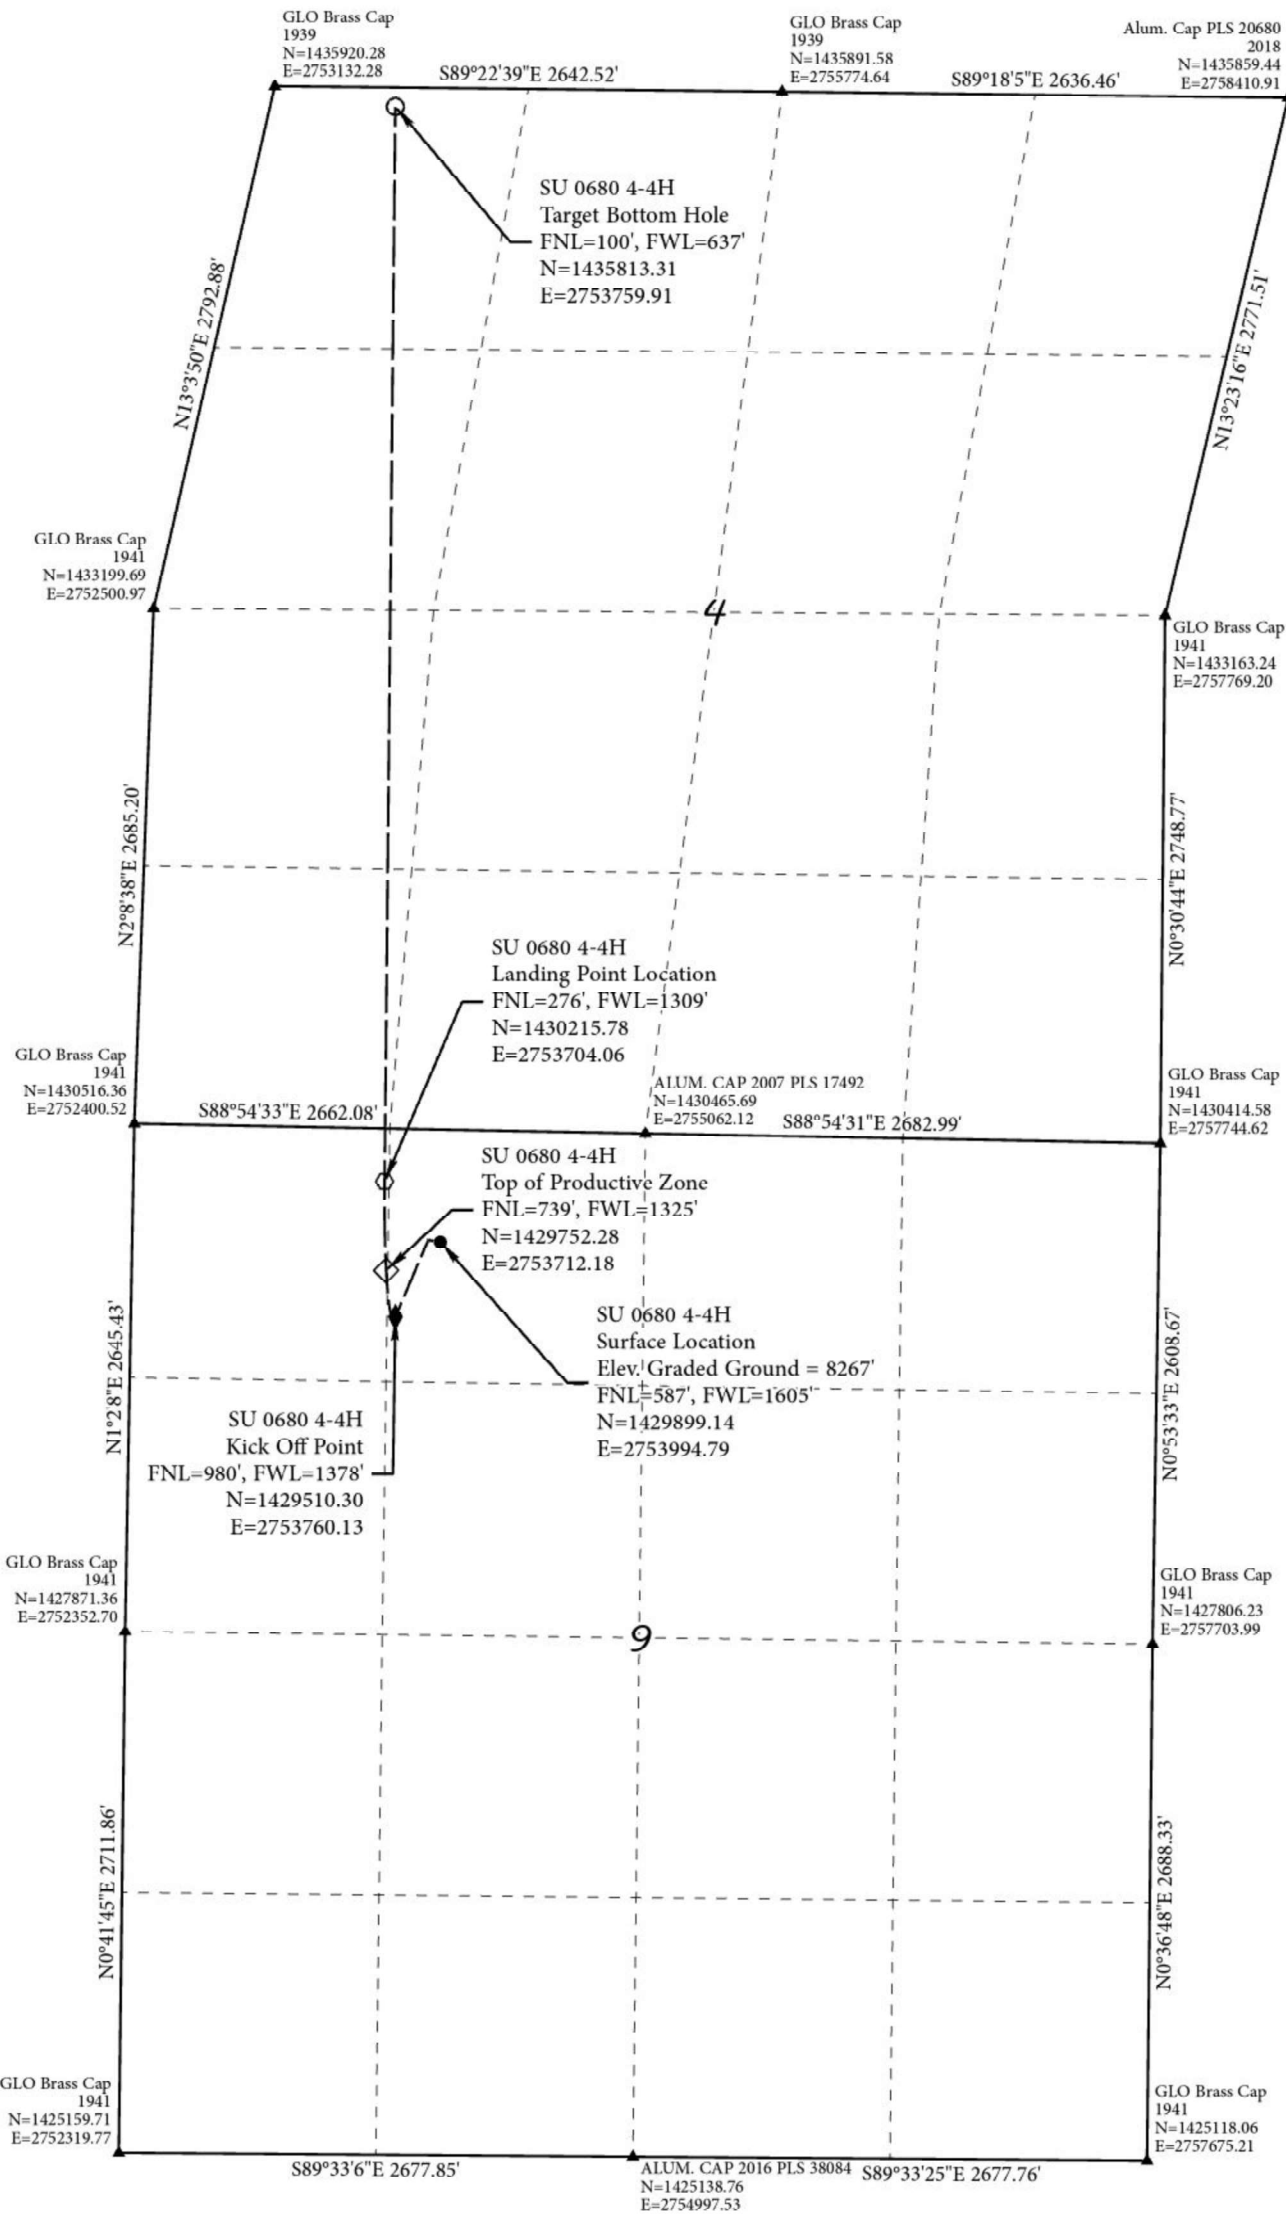 GLO Brass Cap
1939
N=1435920.28
E=2753132.28
S89°22'39"E 2642.52'
GLO Brass Cap
1939
N=1435891.58
E=2755774.64
S89°18'5"E 2636.46'
Alum. Cap PLS 20680
2018
N=1435859.44
E=2758410.91
SU 0680 4-4H
Target Bottom Hole
FNL=100', FWL=637'
N=1435813.31
E=2753759.91
N13°3'50"E 2792.88'
N13°23'16"E 2771.51'
GLO Brass Cap
1941
N=1433199.69
E=2752500.97
4
GLO Brass Cap
1941
N=1433163.24
E=2757769.20
N2°8'38"E 2685.20'
N0°30'44"E 2748.77'
SU 0680 4-4H
Landing Point Location
FNL=276', FWL=1309'
N=1430215.78
E=2753704.06
GLO Brass Cap
1941
N=1430516.36
E=2752400.52
S88°54'33"E 2662.08'
ALUM. CAP 2007 PLS 17492
N=1430465.69
E=2755062.12
S88°54'31"E 2682.99'
GLO Brass Cap
1941
N=1430414.58
E=2757744.62
SU 0680 4-4H
Top of Productive Zone
FNL=739', FWL=1325'
N=1429752.28
E=2753712.18
SU 0680 4-4H
Surface Location
Elev. Graded Ground = 8267'
FNL=587', FWL=1605'
N=1429899.14
E=2753994.79
N1°2'8"E 2645.43'
N0°53'33"E 2608.67'
SU 0680 4-4H
Kick Off Point
FNL=980', FWL=1378'
N=1429510.30
E=2753760.13
GLO Brass Cap
1941
N=1427871.36
E=2752352.70
9
GLO Brass Cap
1941
N=1427806.23
E=2757703.99
N0°41'45"E 2711.86'
N0°36'48"E 2688.33'
GLO Brass Cap
1941
N=1425159.71
E=2752319.77
S89°33'6"E 2677.85'
ALUM. CAP 2016 PLS 38084
N=1425138.76
E=2754997.53
S89°33'25"E 2677.76'
GLO Brass Cap
1941
N=1425118.06
E=2757675.21